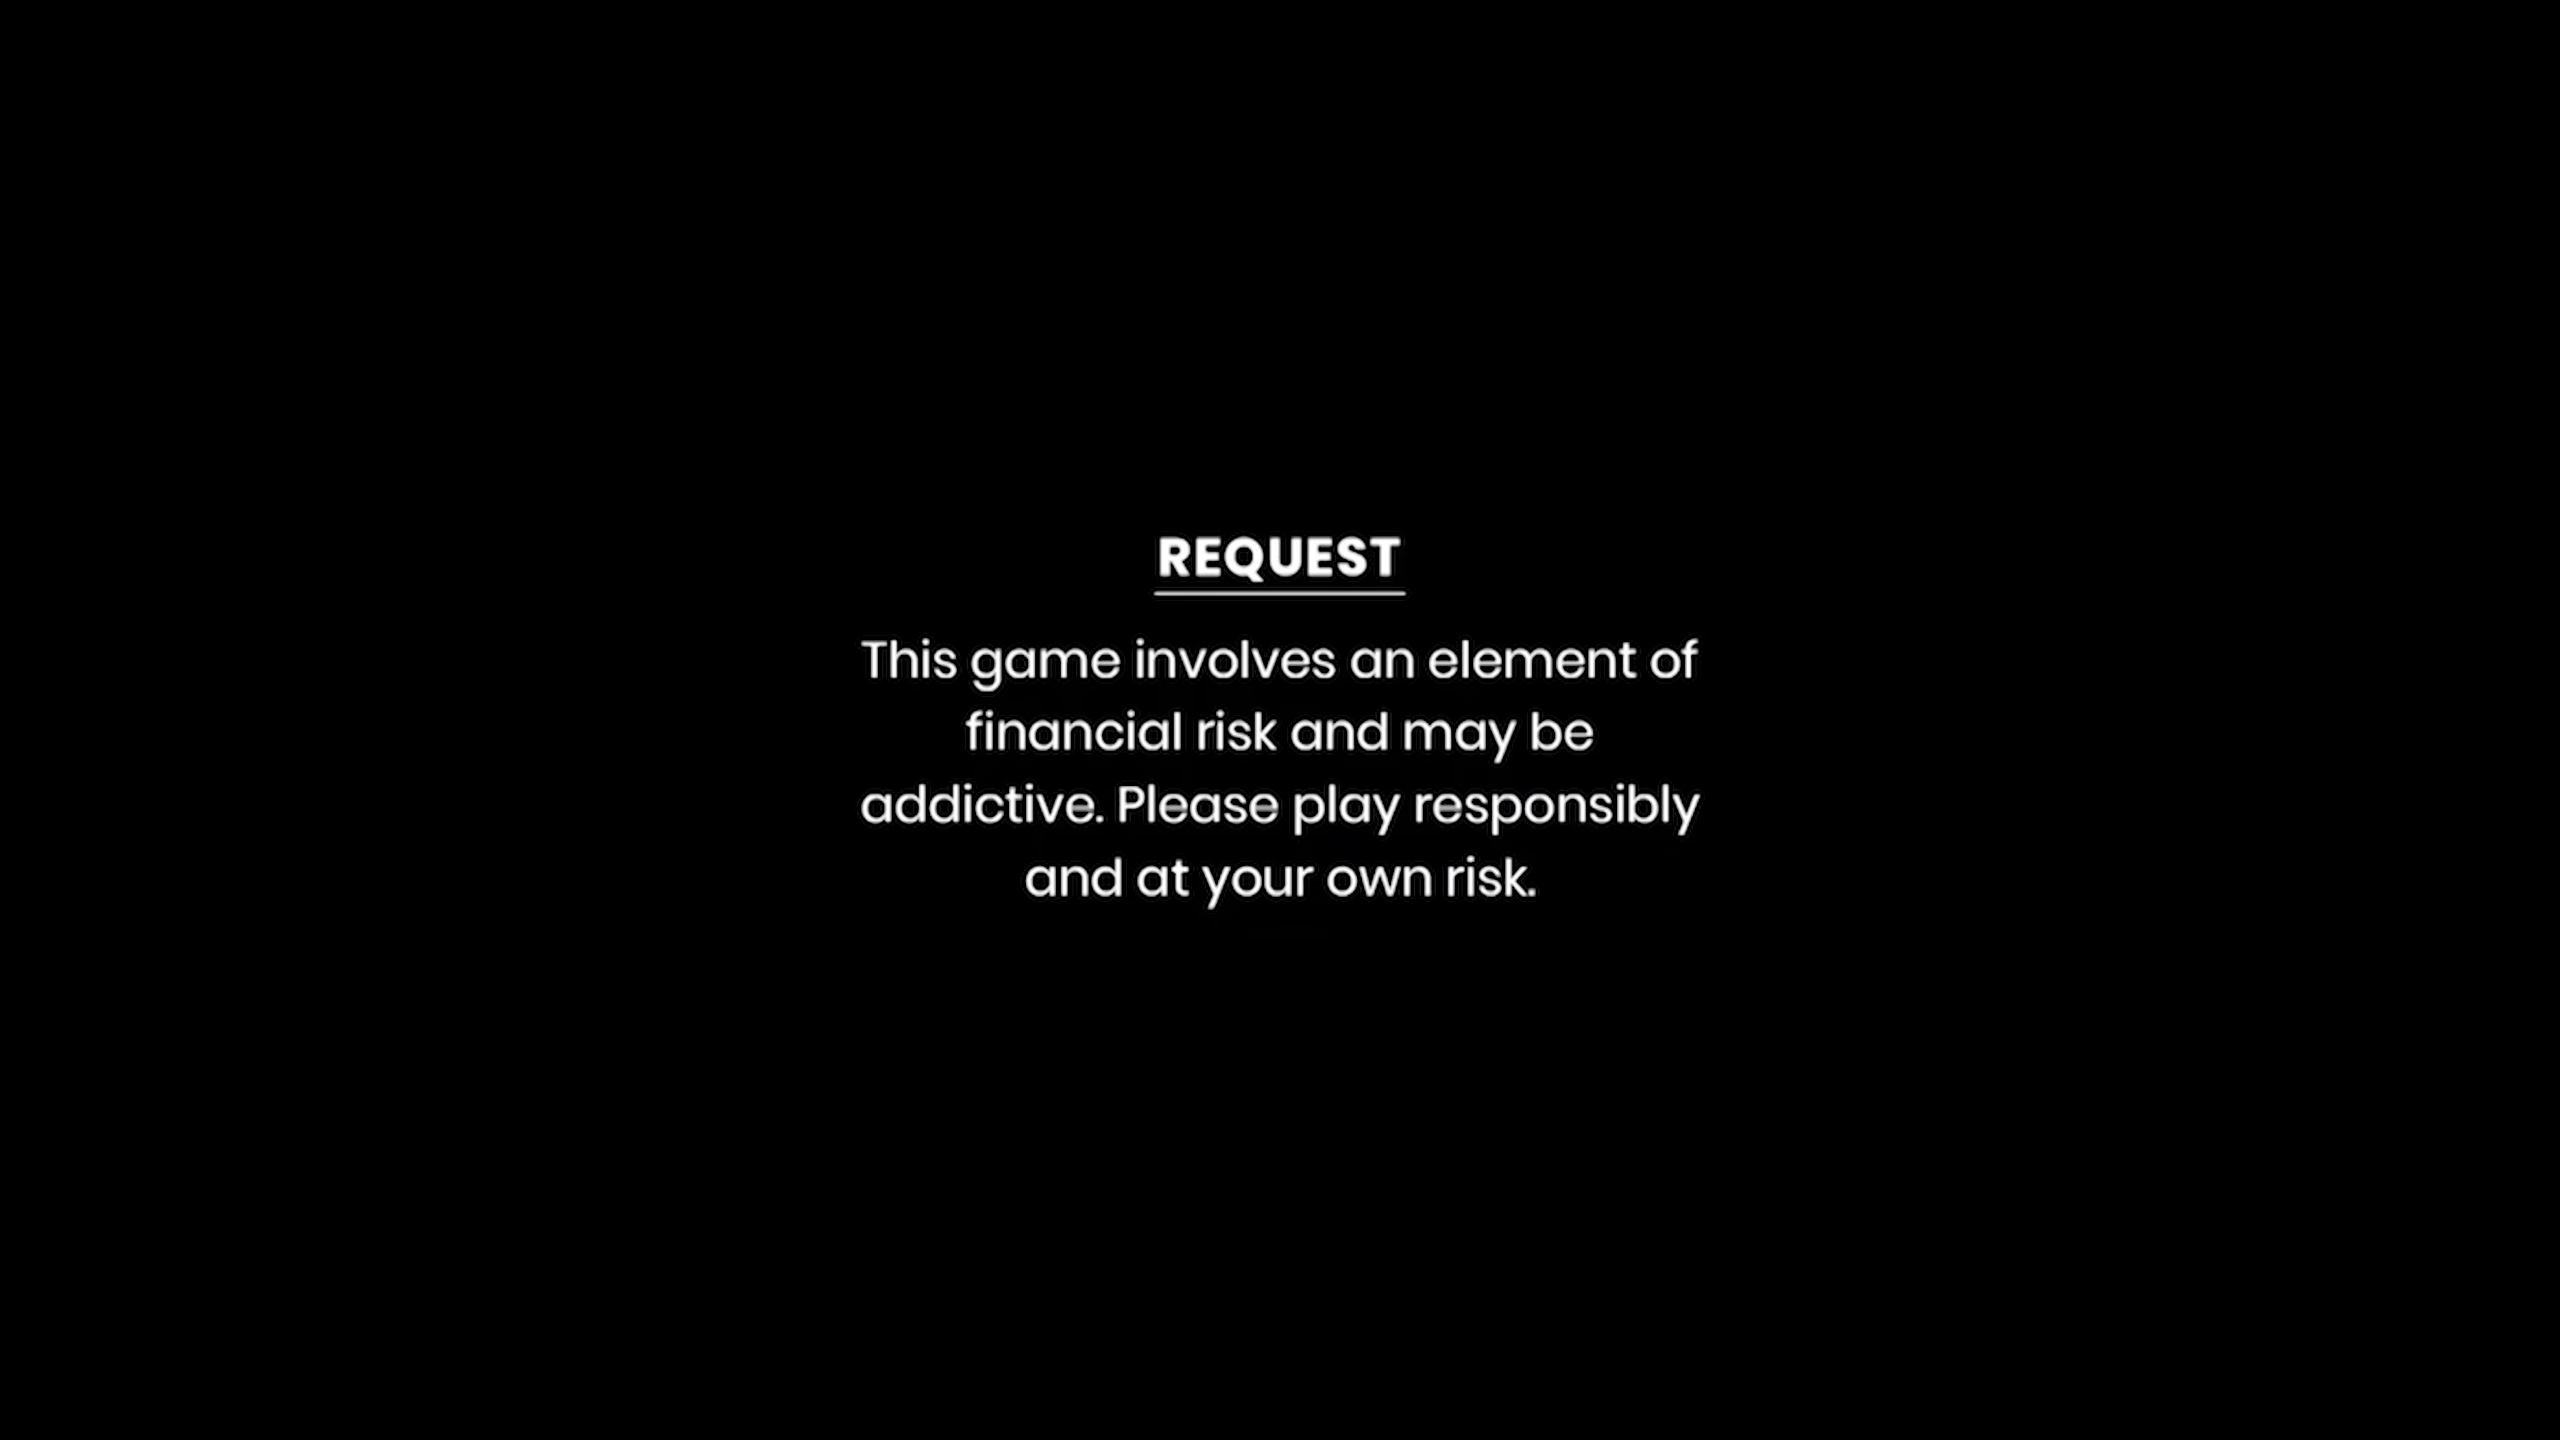 REQUEST
This game involves an element of
financial risk and may be
addictive. Please play responsibly
and at your own risk.